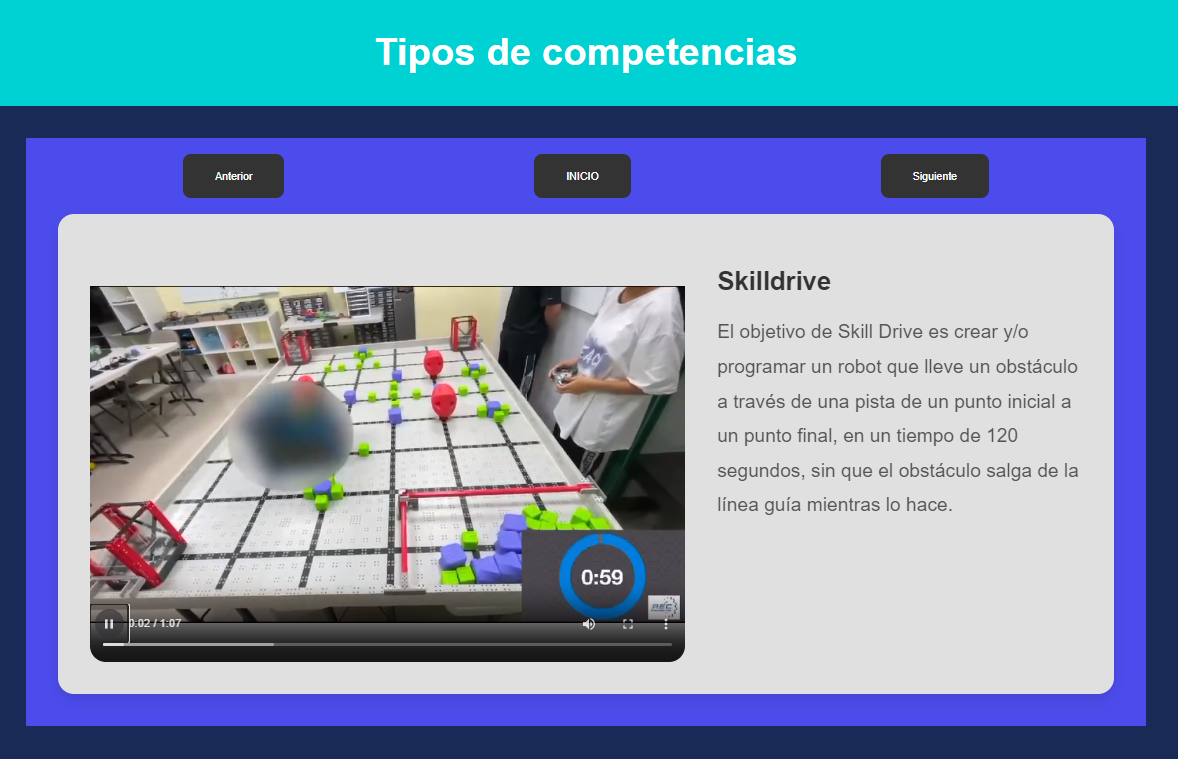 Tipos de competencias
Anterior
INICIO
Siguiente
Skilldrive
El objetivo de Skill Drive es crear y/o
programar un robot que lleve un obstáculo
a través de una pista de un punto inicial a
un punto final, en un tiempo de 120
segundos, sin que el obstáculo salga de la
línea guía mientras lo hace.
0:59
REC
0:02 / 1:07